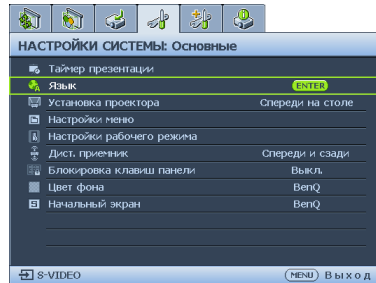 НАСТРОЙКИ СИСТЕМЫ: Основные
Таймер презентации
Язык ENTER
Установка проектора Спереди на столе
Настройки меню
Настройки рабочего режима
Дист. приемник Спереди и сзади
Блокировка клавиш панели Выкл.
Цвет фона BenQ
Начальный экран BenQ
S-VIDEO MENU Выход